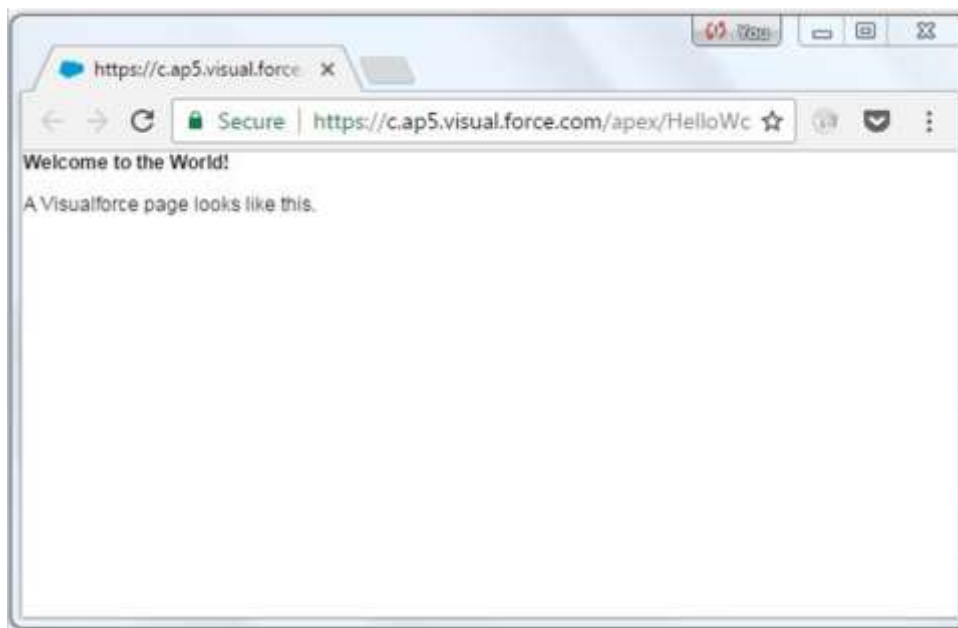 You
https://c.ap5.visual.force
Secure https://c.ap5.visual.force.com/apex/HelloWc
Welcome to the World!
A Visualforce page looks like this.